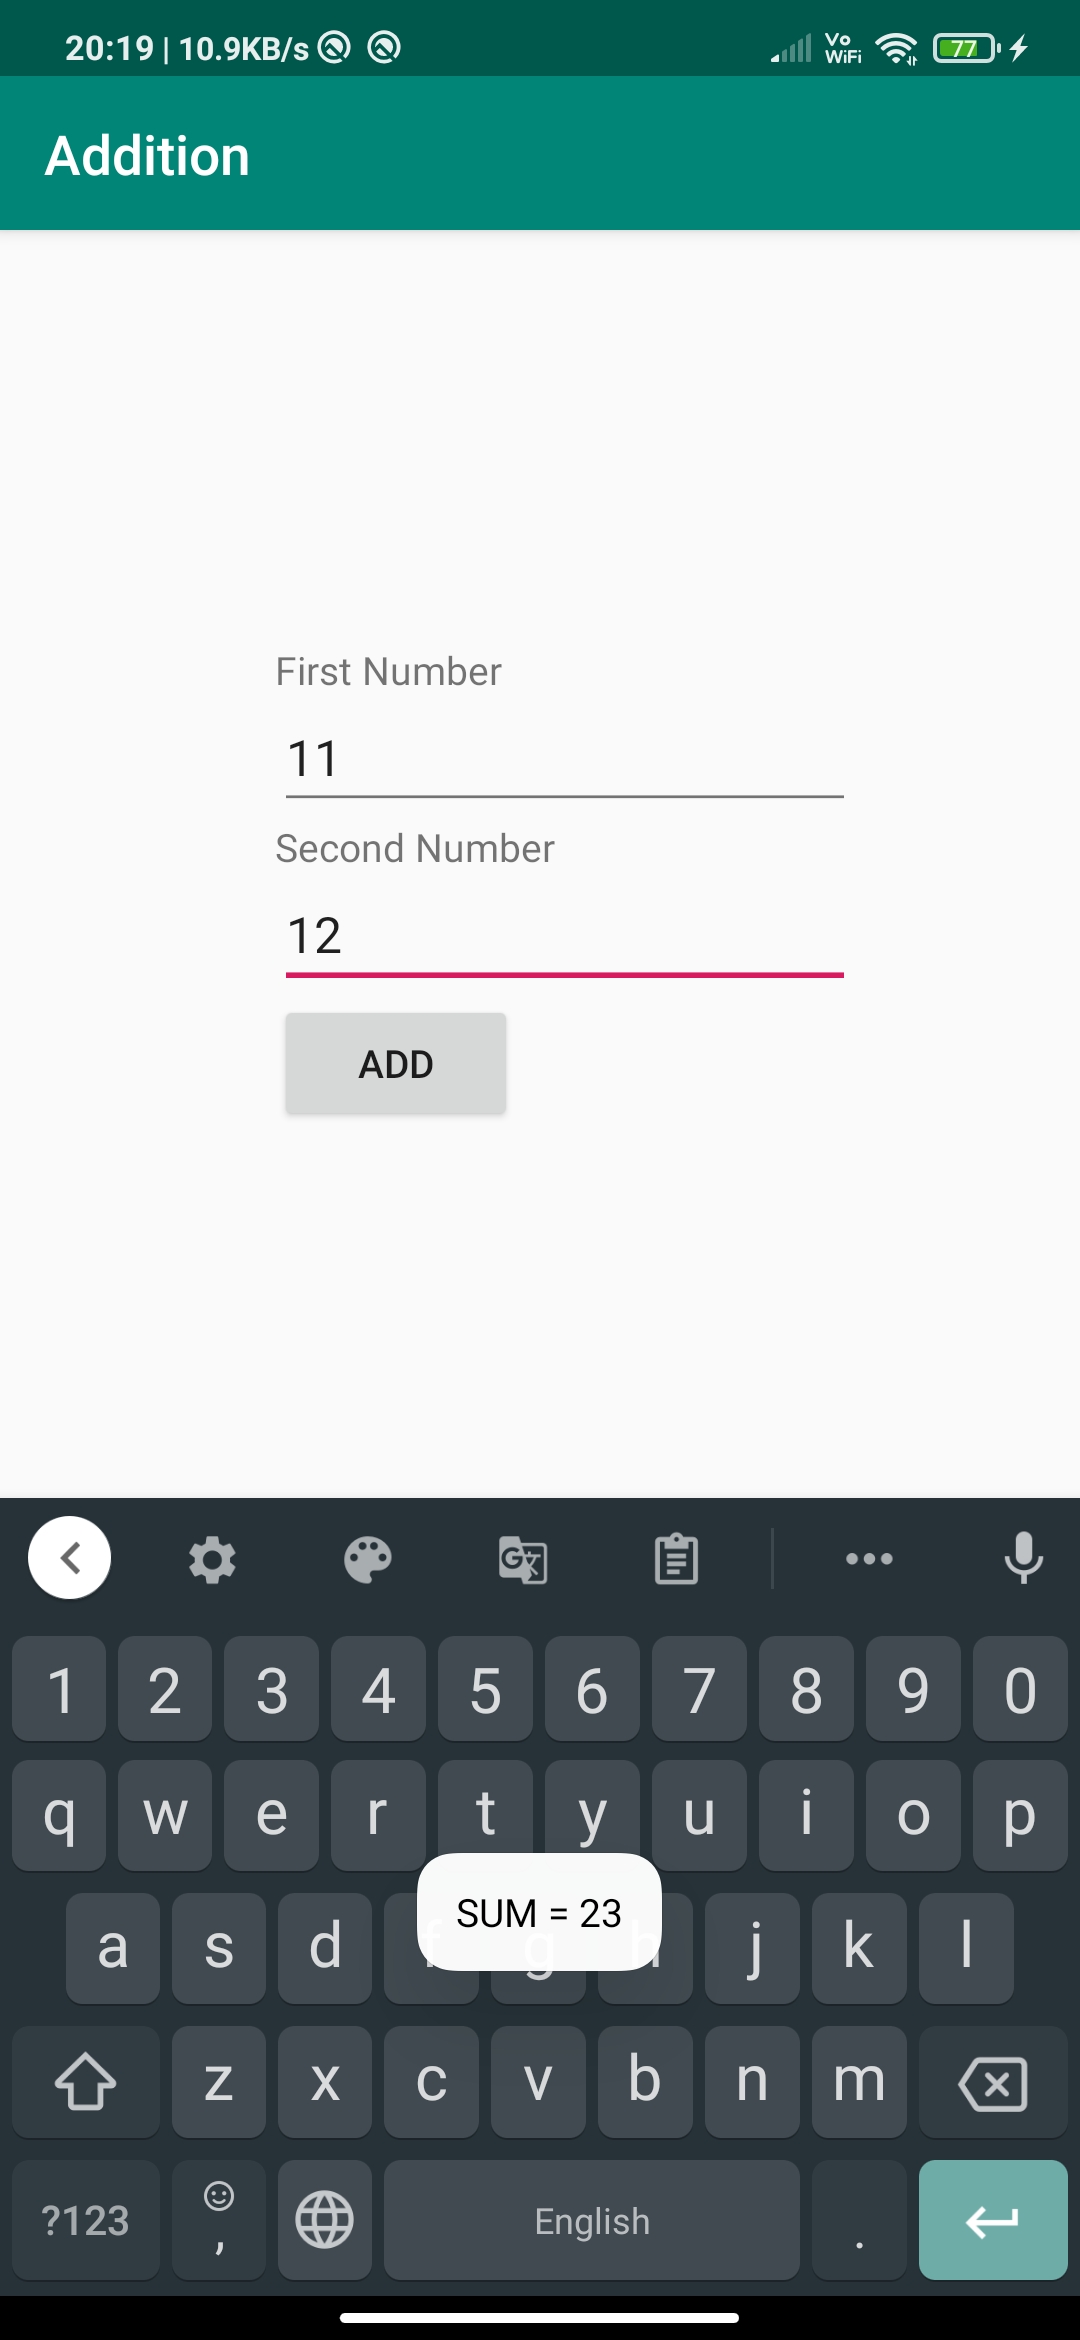 20:19 | 10.9KB/s Vo WiFi 77
Addition
First Number
11
Second Number
12
ADD
1 2 3 4 5 6 7 8 9 0
q w e r t y u i o p
SUM = 23
a s d f g h j k l
z x c v b n m
?123 , English .